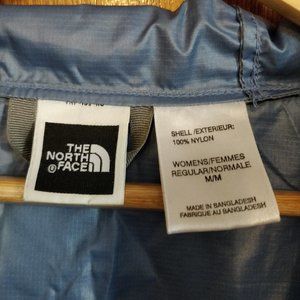 THE
NORTH
FACE
®
SHELL/EXTERIEUR:
100% NYLON
WOMENS/FEMMES
REGULAR/NORMALE
M/M
MADE IN BANGLADESH
FABRIQUE AU BANGLADESH